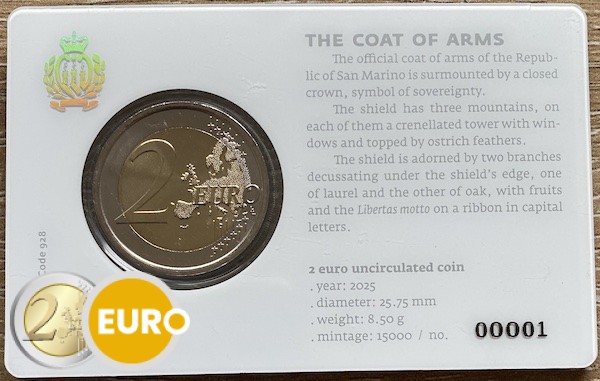 THE COAT OF ARMS
The official coat of arms of the Repub-
lic of San Marino is surmounted by a closed
crown, symbol of sovereignty.
The shield has three mountains, on
each of them a crenellated tower with win-
dows and topped by ostrich feathers.
The shield is adorned by two branches
decussating under the shield's edge, one
of laurel and the other of oak, with fruits
and the Libertas motto on a ribbon in capital
letters.
2 euro uncirculated coin
. year: 2025
. diameter: 25.75 mm
. weight: 8.50 g
. mintage: 15000 / no. 00001
2 EURO
Code 928
2
EURO